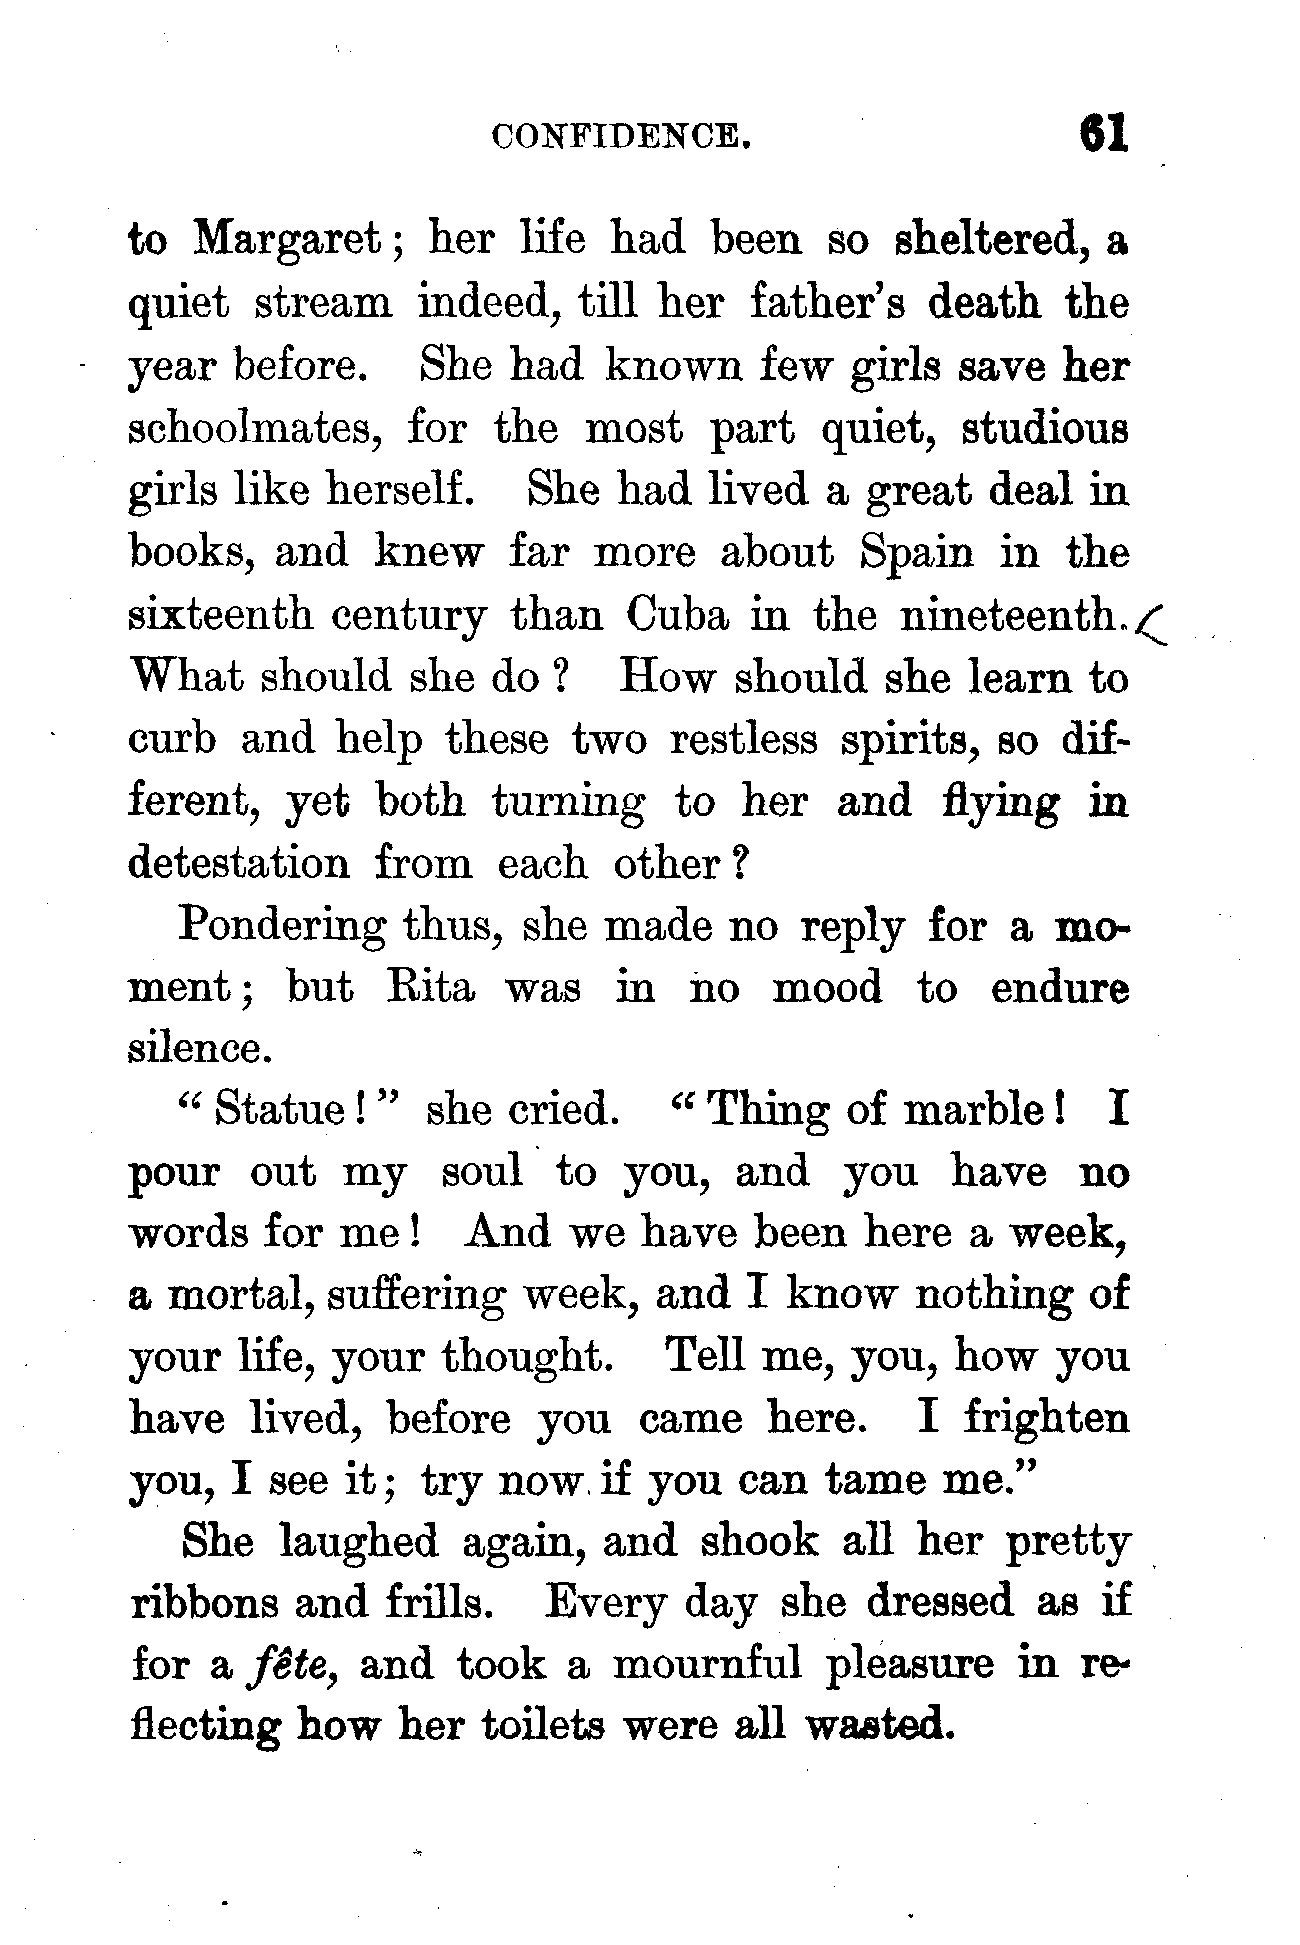 CONFIDENCE. 61
to Margaret; her life had been so sheltered, a
quiet stream indeed, till her father's death the
year before. She had known few girls save her
schoolmates, for the most part quiet, studious
girls like herself. She had lived a great deal in
books, and knew far more about Spain in the
sixteenth century than Cuba in the nineteenth.
What should she do? How should she learn to
curb and help these two restless spirits, so dif-
ferent, yet both turning to her and flying in
detestation from each other?
Pondering thus, she made no reply for a mo-
ment; but Rita was in no mood to endure
silence.
"Statue!" she cried. "Thing of marble! I
pour out my soul to you, and you have no
words for me! And we have been here a week,
a mortal, suffering week, and I know nothing of
your life, your thought. Tell me, you, how you
have lived, before you came here. I frighten
you, I see it; try now if you can tame me."
She laughed again, and shook all her pretty
ribbons and frills. Every day she dressed as if
for a fête, and took a mournful pleasure in re-
flecting how her toilets were all wasted.